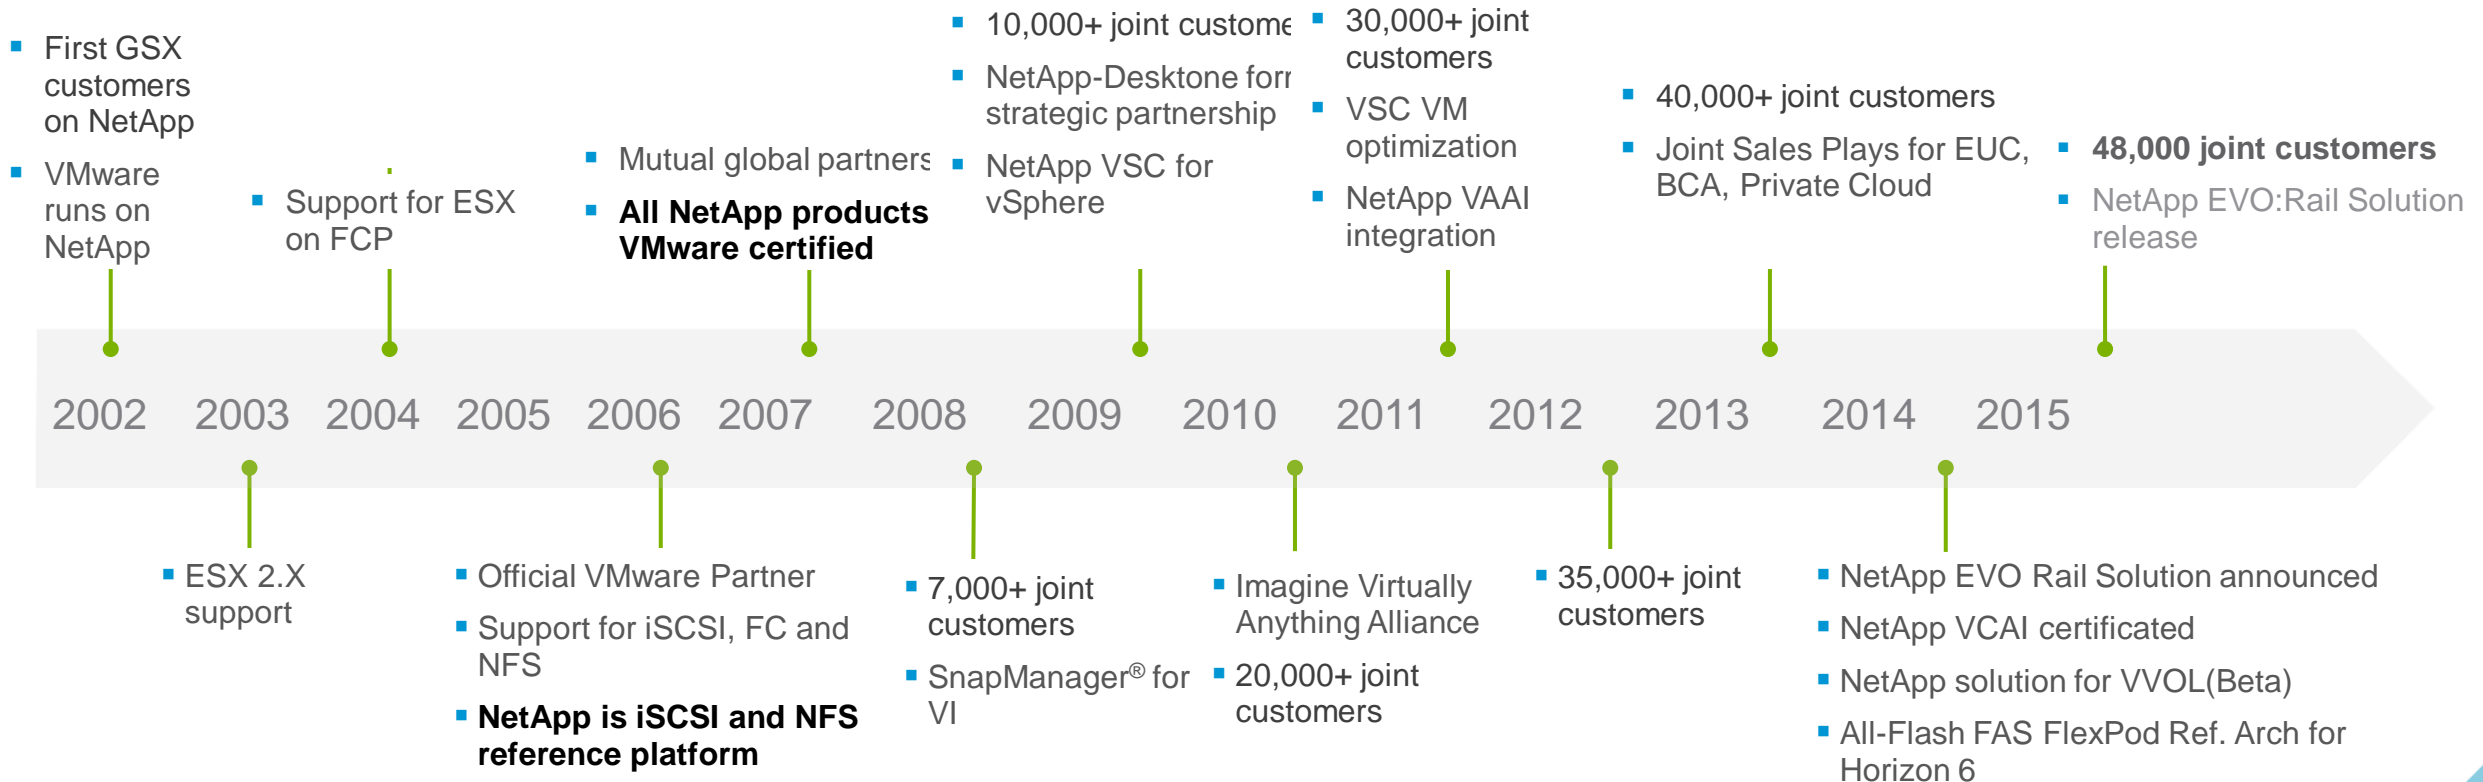 First GSX
customers
on NetApp
VMware
runs on
NetApp
Support for ESX
on FCP
Mutual global partners
All NetApp products
VMware certified
10,000+ joint
NetApp-Desktone
strategic partnership
NetApp VSC for
vSphere
30,000+ joint
customers
VSC VM
optimization
NetApp VAAI
integration
40,000+ joint customers
Joint Sales Plays for EUC,
BCA, Private Cloud
48,000 joint customers
NetApp EVO:Rail Solution
release
2002 2003 2004 2005 2006 2007 2008 2009 2010 2011 2012 2013 2014 2015
ESX 2.X
support
Official VMware Partner
Support for iSCSI, FC and
NFS
NetApp is iSCSI and NFS
reference platform
7,000+ joint
customers
SnapManager® for
VI
Imagine Virtually
Anything Alliance
20,000+ joint
customers
35,000+ joint
customers
NetApp EVO Rail Solution announced
NetApp VCAI certificated
NetApp solution for VVOL(Beta)
All-Flash FAS FlexPod Ref. Arch for
Horizon 6